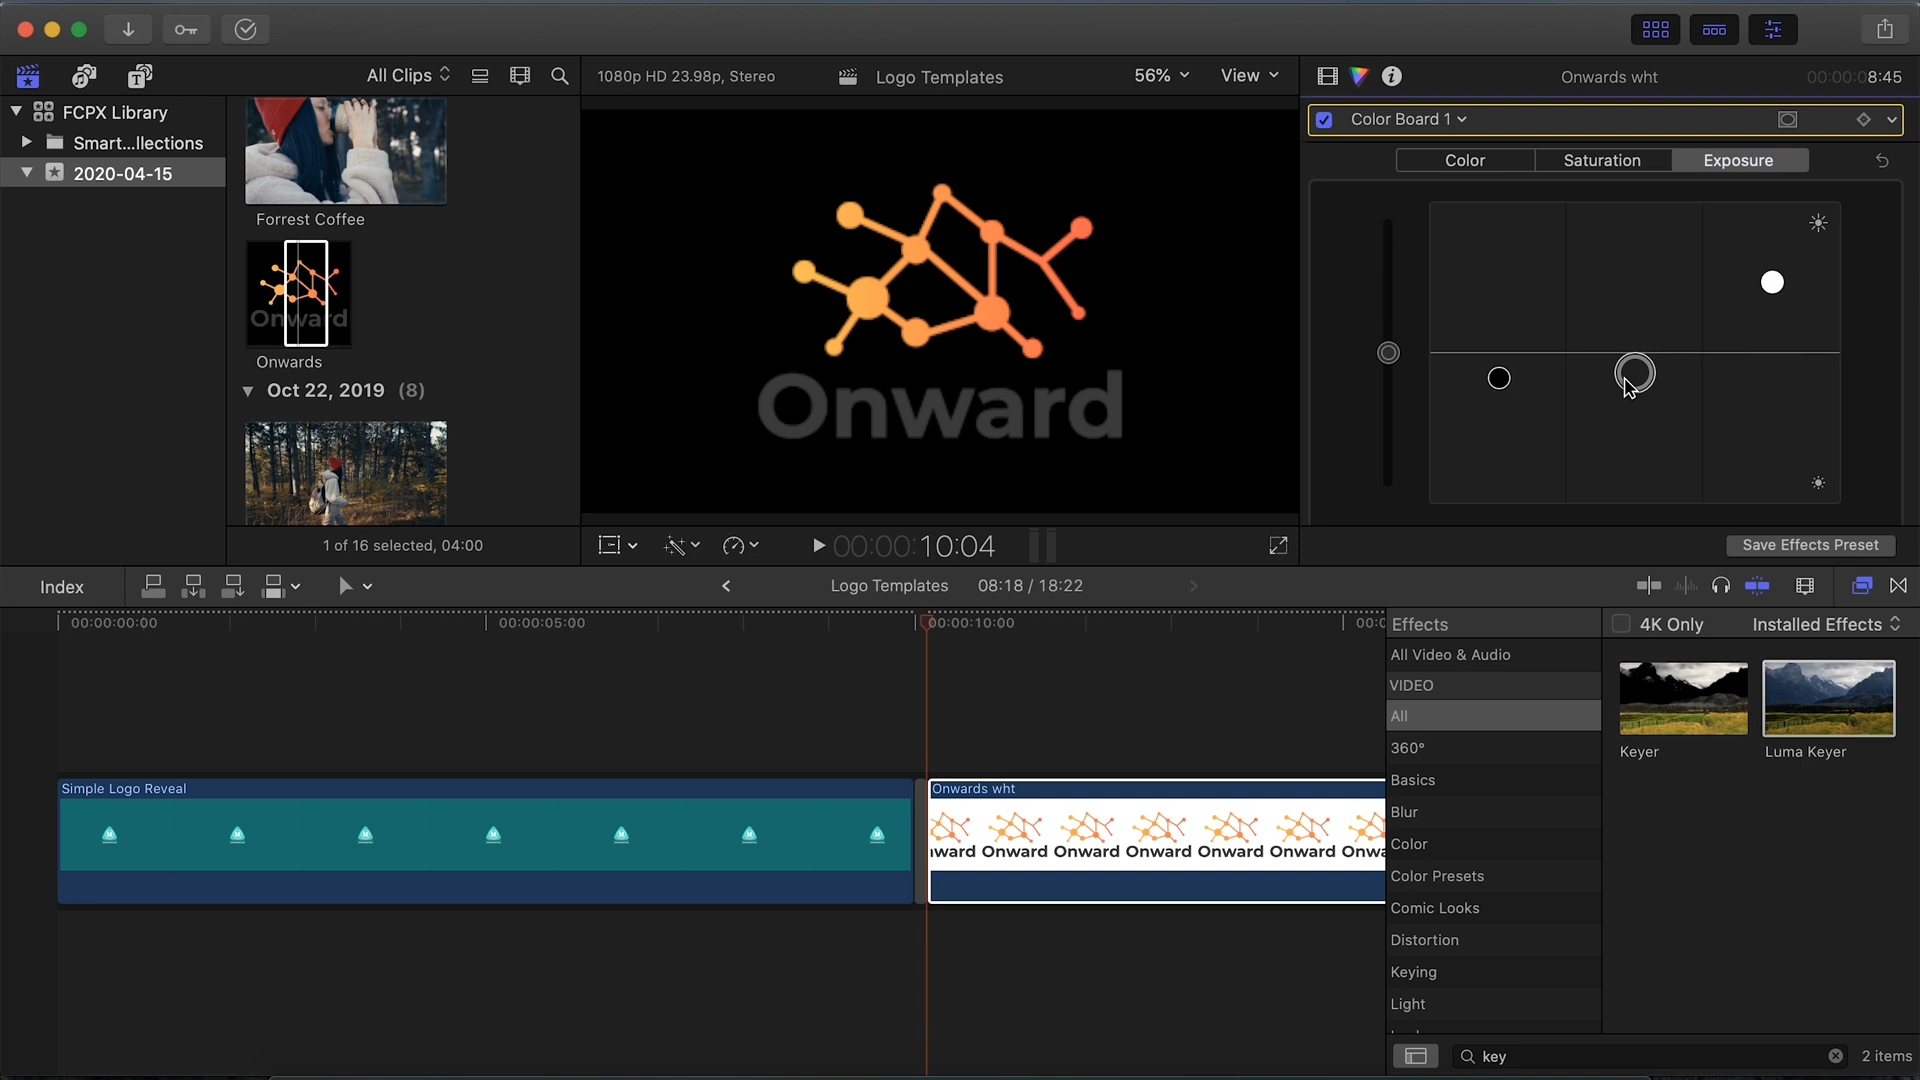 All Clips
1080p HD 23.98p, Stereo
Logo Templates
56%
View
Onwards wht
00:00:08:45
FCPX Library
Smart...llections
2020-04-15
Forrest Coffee
Onward
Onwards
Oct 22, 2019 (8)
1 of 16 selected, 04:00
Onward
00:00:10:04
Color Board 1
Color
Saturation
Exposure
Save Effects Preset
Index
Logo Templates
08:18 / 18:22
00:00:00:00
00:00:05:00
00:00:10:00
00:0
Simple Logo Reveal
M M M M M M M
Onwards wht
nward Onward Onward Onward Onward Onward Onwa
Effects
4K Only
Installed Effects
All Video & Audio
VIDEO
All
360°
Basics
Blur
Color
Color Presets
Comic Looks
Distortion
Keying
Light
Keyer
Luma Keyer
key
2 items